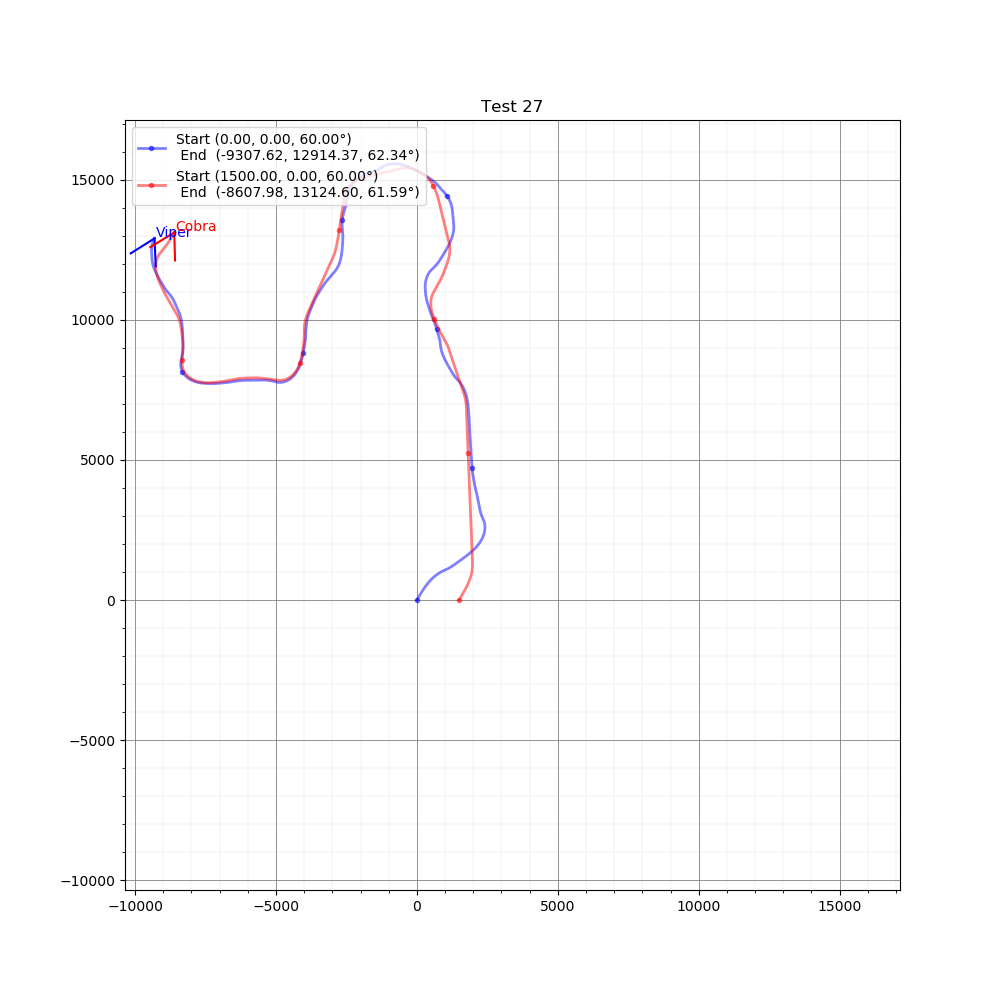 Test 27
Start (0.00, 0.00, 60.00°)
End (-9307.62, 12914.37, 62.34°)
Start (1500.00, 0.00, 60.00°)
End (-8607.98, 13124.60, 61.59°)
15000
Cobra
Viper
10000
5000
0
−5000
−10000
−10000 −5000 0 5000 10000 15000